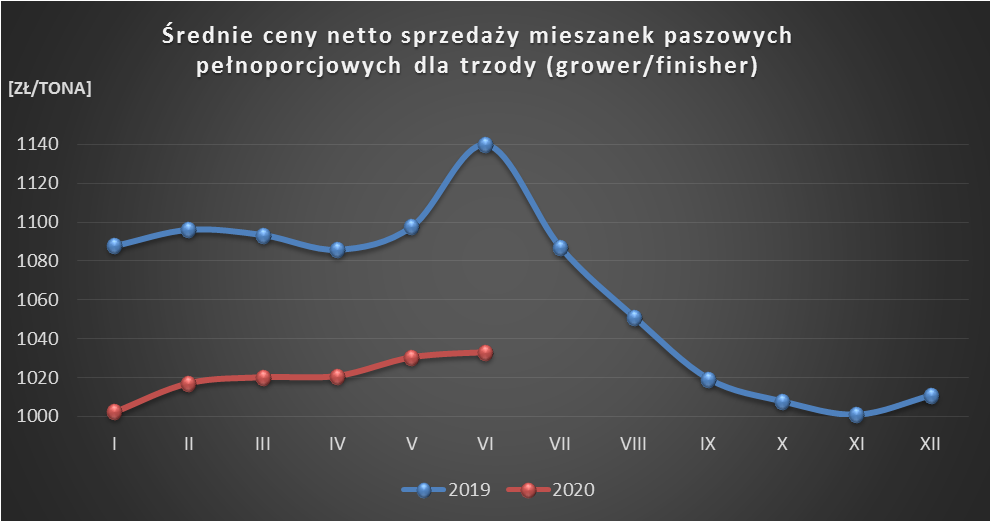 Średnie ceny netto sprzedaży mieszanek paszowych
pełnoporcjowych dla trzody (grower/finisher)
[ZŁ/TONA]
1140
1120
1100
1080
1060
1040
1020
1000
I II III IV V VI VII VIII IX X XI XII
2019 2020